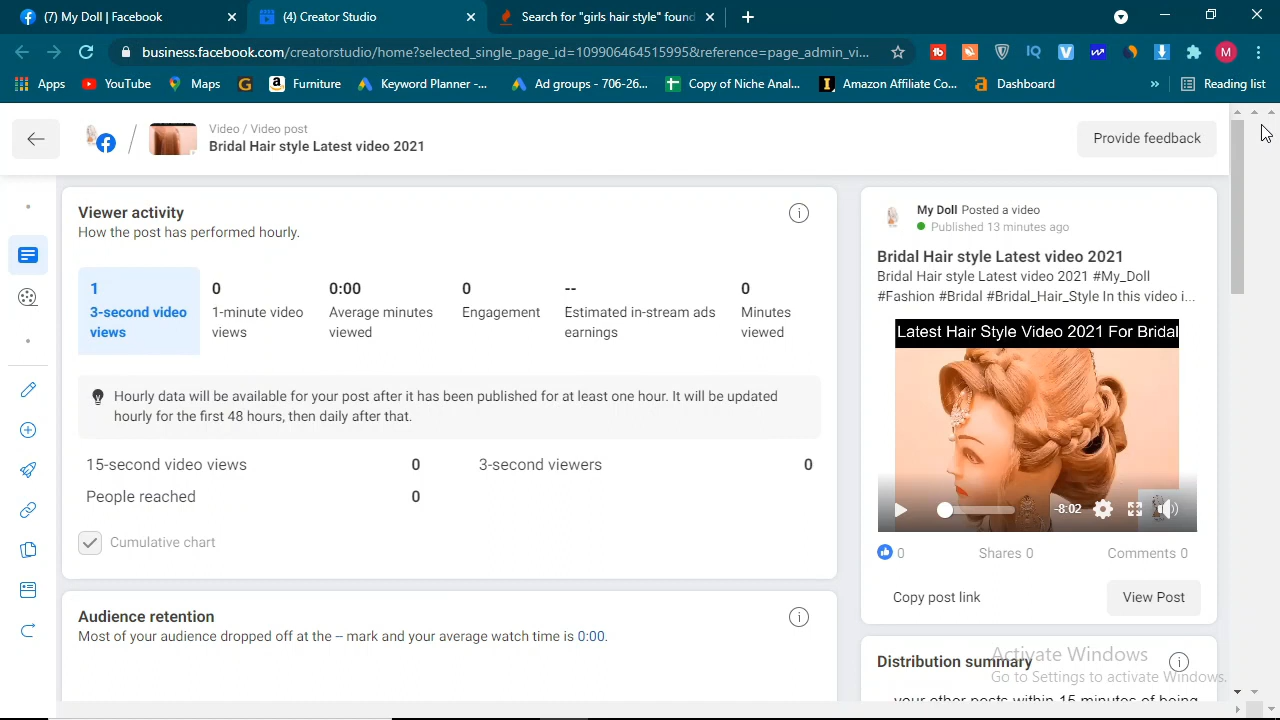 (7) My Doll | Facebook
(4) Creator Studio
Search for "girls hair style" found
business.facebook.com/creatorstudio/home?selected_single_page_id=109906464515995&reference=page_admin_vi...
M
Apps
YouTube
Maps
G
Furniture
Keyword Planner -...
Ad groups - 706-26...
Copy of Niche Anal...
Amazon Affiliate Co...
Dashboard
»
Reading list
Video / Video post
Bridal Hair style Latest video 2021
Provide feedback
Viewer activity
How the post has performed hourly.
1
3-second video
views
0
1-minute video
views
0:00
Average minutes
viewed
0
Engagement
--
Estimated in-stream ads
earnings
0
Minutes
viewed
Hourly data will be available for your post after it has been published for at least one hour. It will be updated
hourly for the first 48 hours, then daily after that.
15-second video views 0
3-second viewers 0
People reached 0
Cumulative chart
Audience retention
Most of your audience dropped off at the -- mark and your average watch time is 0:00.
My Doll Posted a video
Published 13 minutes ago
Bridal Hair style Latest video 2021
Bridal Hair style Latest video 2021 #My_Doll
#Fashion #Bridal #Bridal_Hair_Style In this video i...
Latest Hair Style Video 2021 For Bridal
-8:02
0
Shares 0
Comments 0
Copy post link
View Post
Distribution summary
Activate Windows
Go to Settings to activate Windows.
your other posts within 15 minutes of being